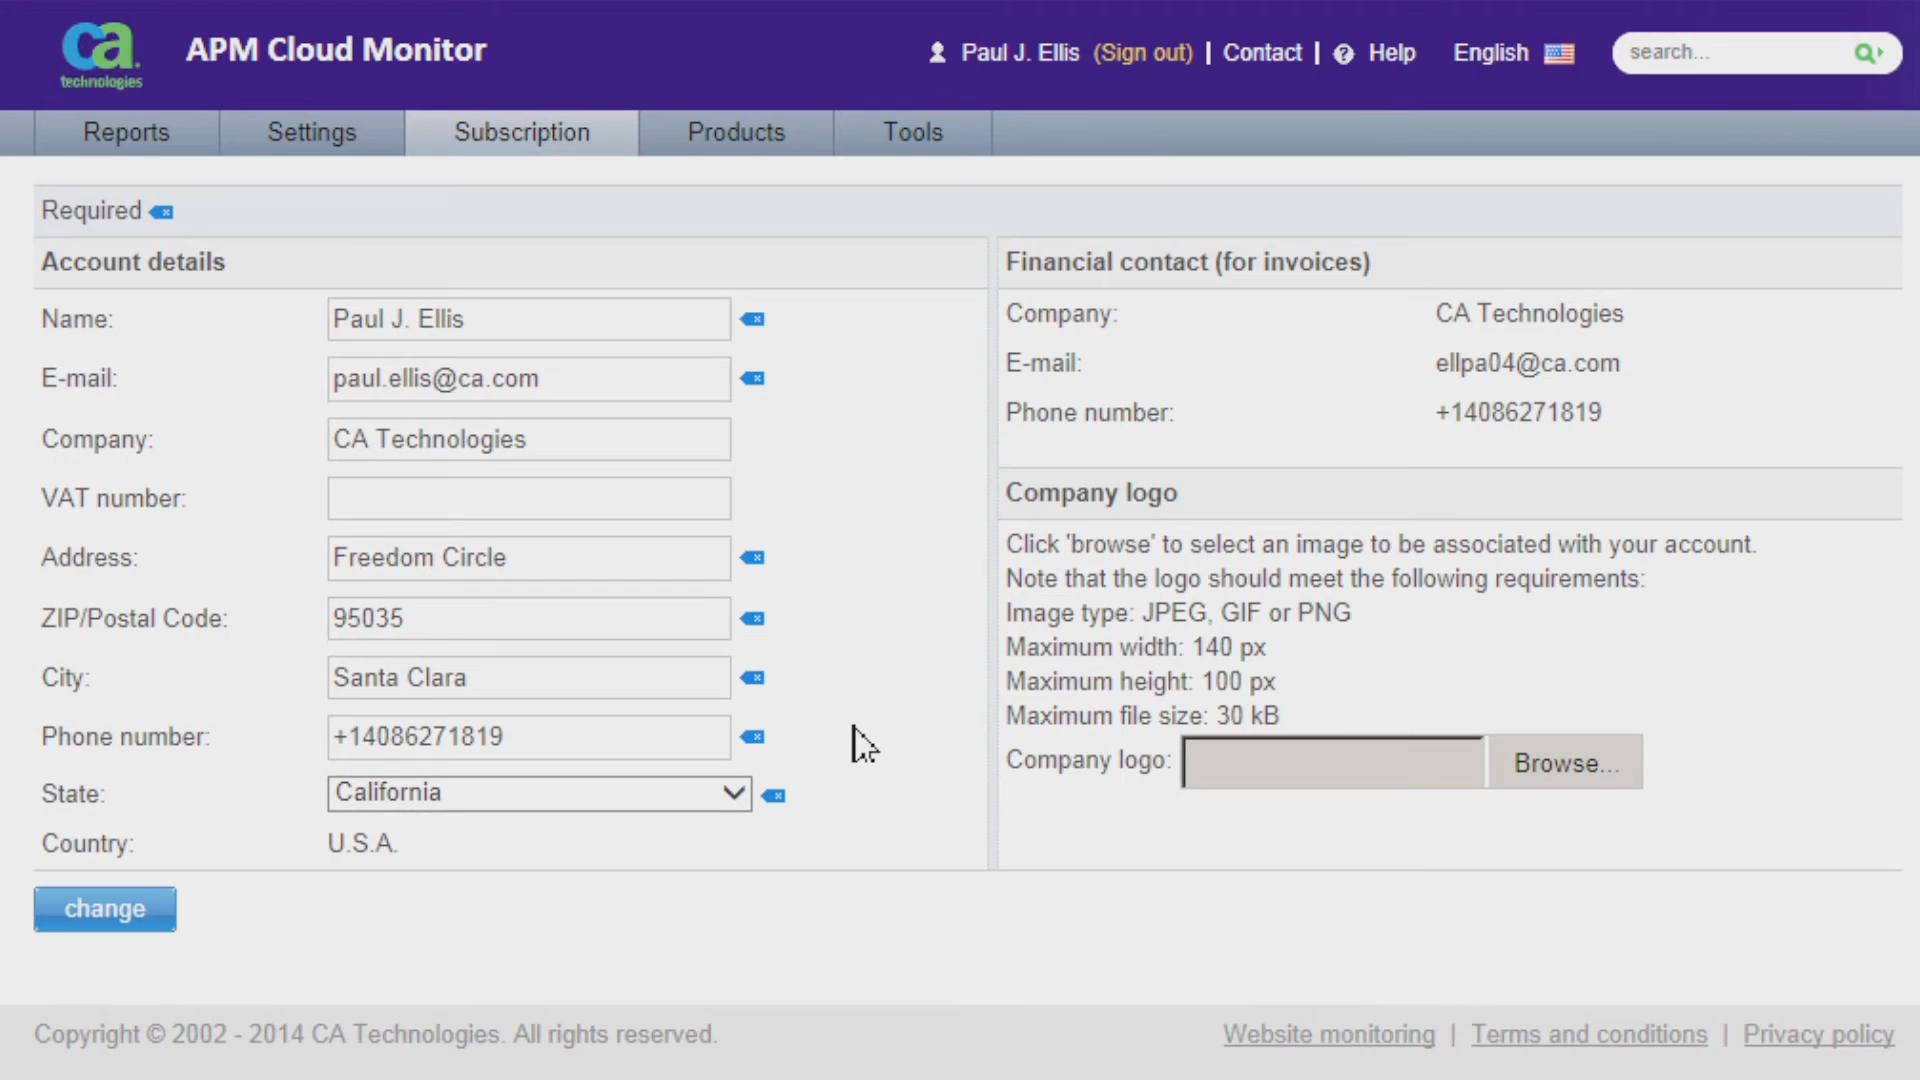 CA technologies
APM Cloud Monitor
Paul J. Ellis (Sign out) | Contact | Help English
search...
Reports Settings Subscription Products Tools
Required
Account details
Name: Paul J. Ellis
E-mail: paul.ellis@ca.com
Company: CA Technologies
VAT number:
Address: Freedom Circle
ZIP/Postal Code: 95035
City: Santa Clara
Phone number: +14086271819
State: California
Country: U.S.A.
change
Financial contact (for invoices)
Company: CA Technologies
E-mail: ellpa04@ca.com
Phone number: +14086271819
Company logo
Click 'browse' to select an image to be associated with your account.
Note that the logo should meet the following requirements:
Image type: JPEG, GIF or PNG
Maximum width: 140 px
Maximum height: 100 px
Maximum file size: 30 kB
Company logo: Browse...
Copyright © 2002 - 2014 CA Technologies. All rights reserved.
Website monitoring | Terms and conditions | Privacy policy